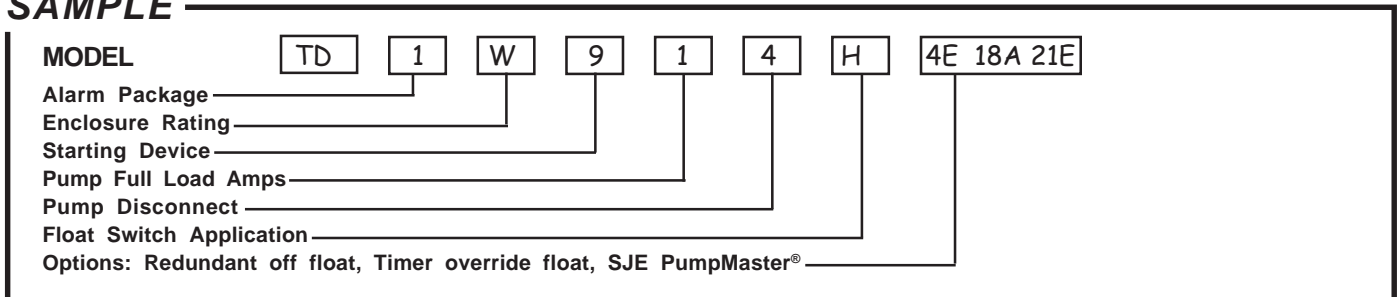 SAMPLE
MODEL TD 1 W 9 1 4 H 4E 18A 21E
Alarm Package
Enclosure Rating
Starting Device
Pump Full Load Amps
Pump Disconnect
Float Switch Application
Options: Redundant off float, Timer override float, SJE PumpMaster®